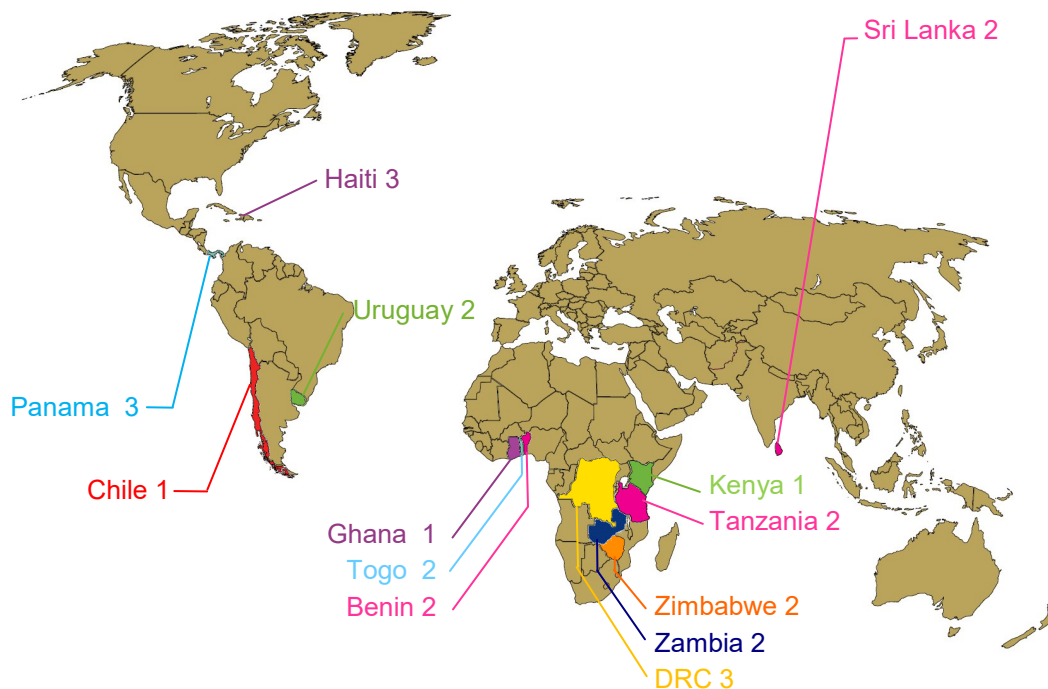 Sri Lanka 2
Haiti 3
Uruguay 2
Panama  3
Chile 1
Kenya 1
Ghana  1
Tanzania 2
Togo  2
Benin 2
Zimbabwe 2
Zambia 2
DRC 3